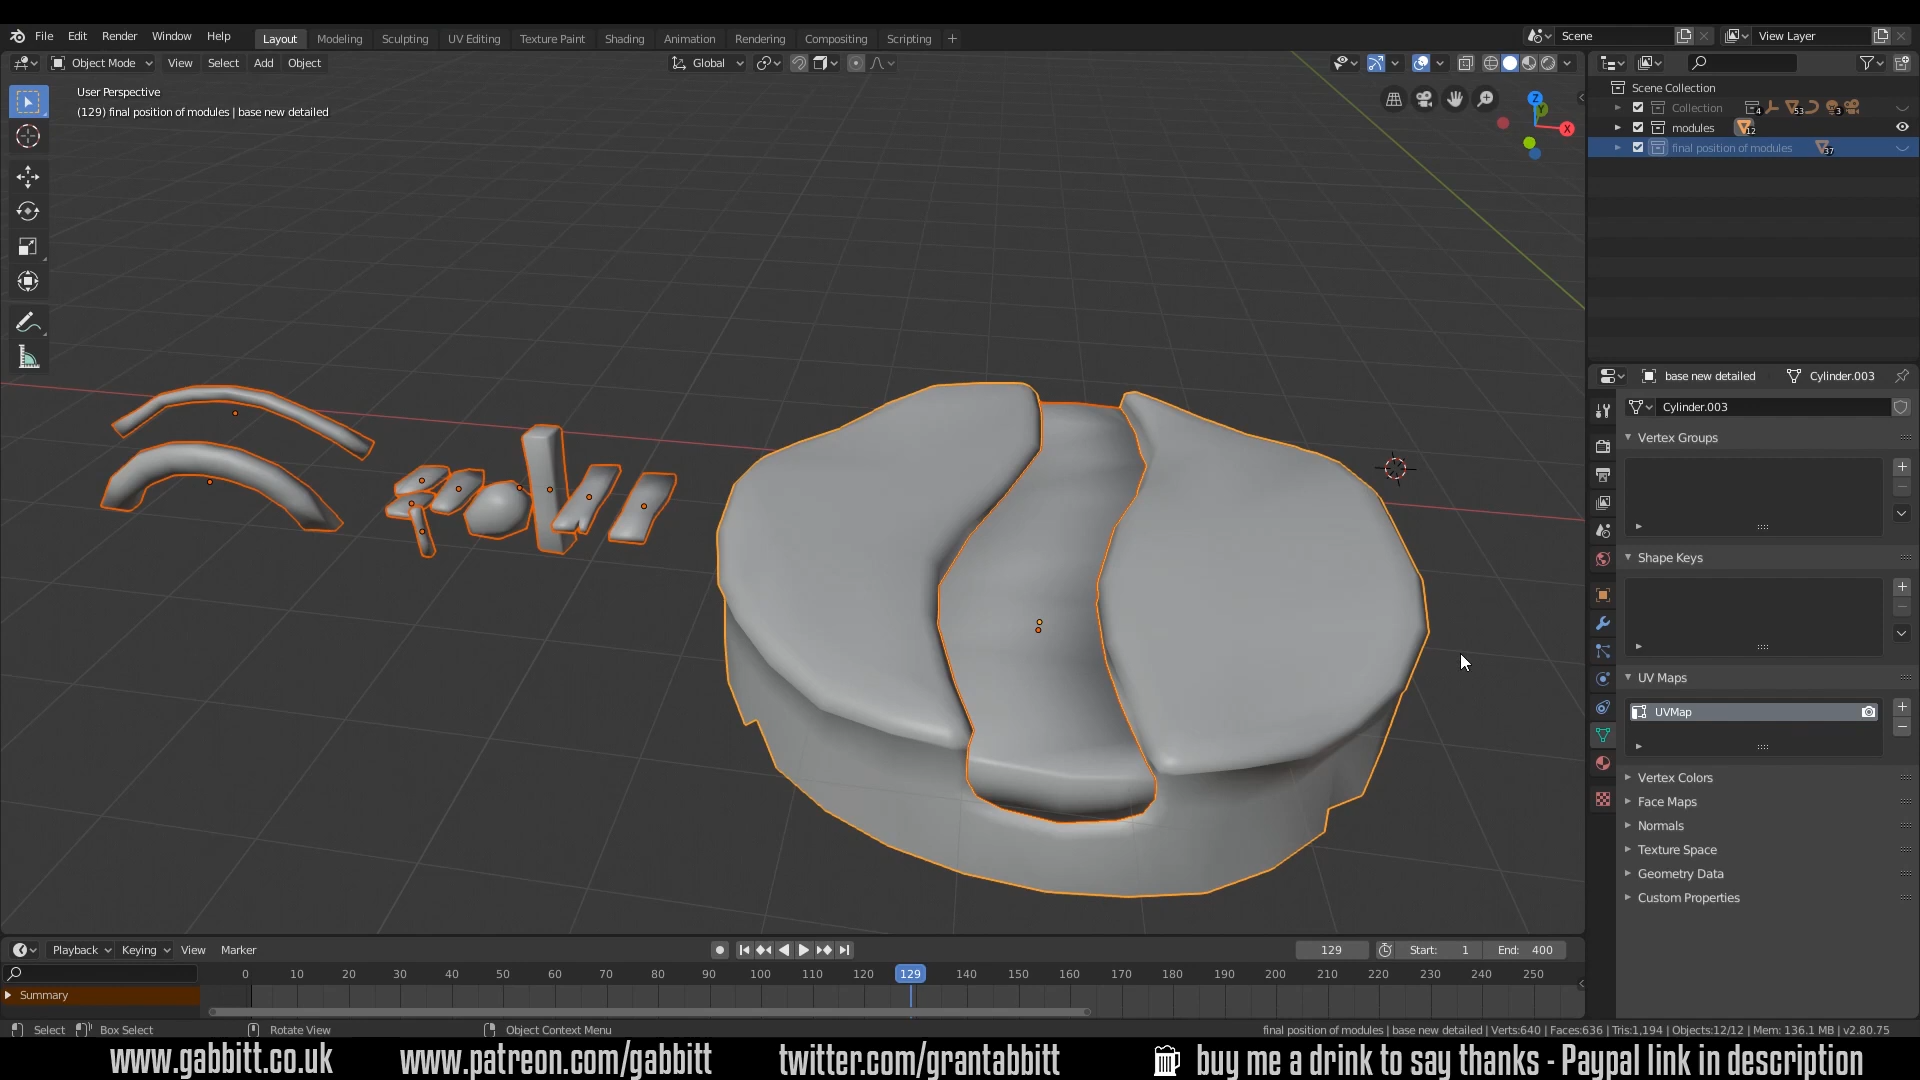 File Edit Render Window Help Layout Modeling Sculpting UV Editing Texture Paint Shading Animation Rendering Compositing Scripting + Scene View Layer
Object Mode View Select Add Object Global
User Perspective
(129) final position of modules | base new detailed
Z
Y
X
Scene Collection
Collection 4 53 3
modules 12
final position of modules 37
base new detailed Cylinder.003
Cylinder.003
Vertex Groups
Shape Keys
UV Maps
UVMap
Vertex Colors
Face Maps
Normals
Texture Space
Geometry Data
Custom Properties
Playback Keying View Marker 129 Start: 1 End: 400
0 10 20 30 40 50 60 70 80 90 100 110 120 129 140 150 160 170 180 190 200 210 220 230 240 250
Summary
Select Box Select Rotate View Object Context Menu final position of modules | base new detailed | Verts:640 | Faces:636 | Tris:1,194 | Objects:12/12 | Mem: 136.1 MB | v2.80.75
www.gabbitt.co.uk www.patreon.com/gabbitt twitter.com/grantabbitt buy me a drink to say thanks - Paypal link in description